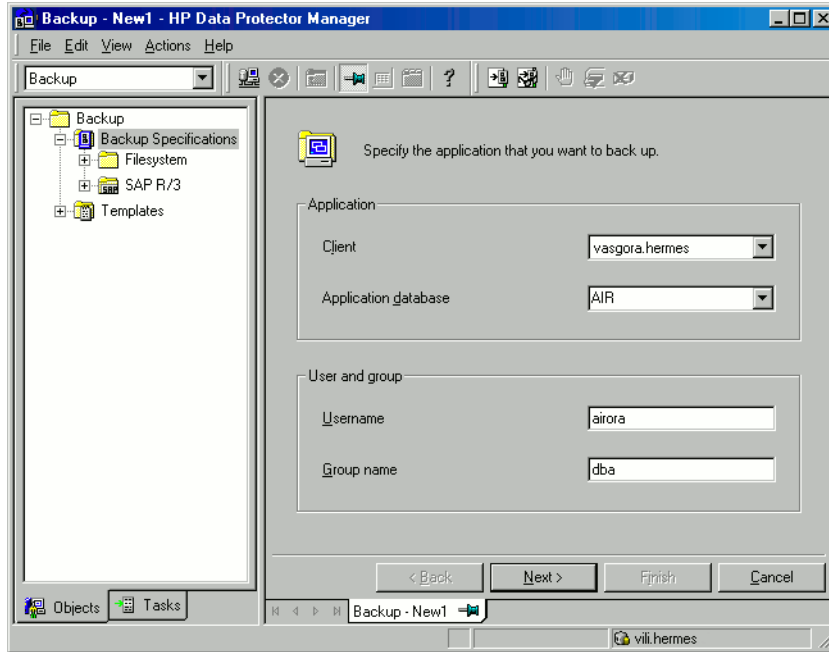 Backup - New1 - HP Data Protector Manager
File Edit View Actions Help
Backup
Backup
Backup Specifications
Filesystem
SAP R/3
Templates
Specify the application that you want to back up.
Application
Client
vasgora.hermes
Application database
AIR
User and group
Username
airora
Group name
dba
< Back
Next >
Finish
Cancel
Objects
Tasks
Backup - New1
vili.hermes